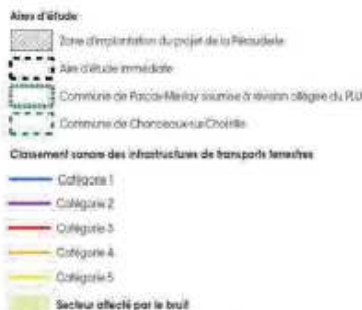 Aires d'étude
Zone d'implantation du projet de la Pérauderie
Aire d'étude immédiate
Commune de Parçay-Meslay soumise à révision allégée du PLU
Commune de Chanceaux-sur-Choisille
Classement sonore des infrastructures de transports terrestres
Catégorie 1
Catégorie 2
Catégorie 3
Catégorie 4
Catégorie 5
Secteur affecté par le bruit